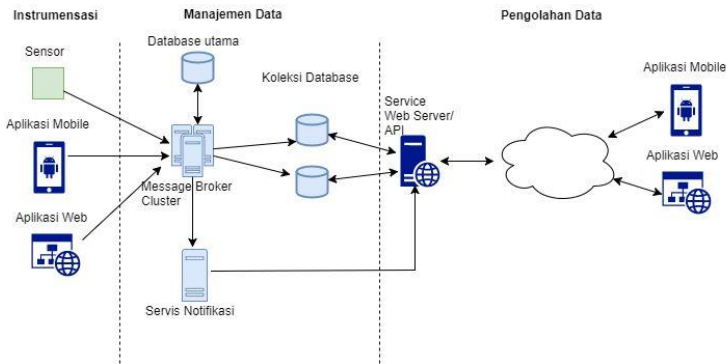 Instrumensasi
Manajemen Data
Pengolahan Data
Sensor
Aplikasi Mobile
Aplikasi Web
Database utama
Koleksi Database
Message Broker
Cluster
Servis Notifikasi
Service
Web Server/
API
Aplikasi Mobile
Aplikasi Web